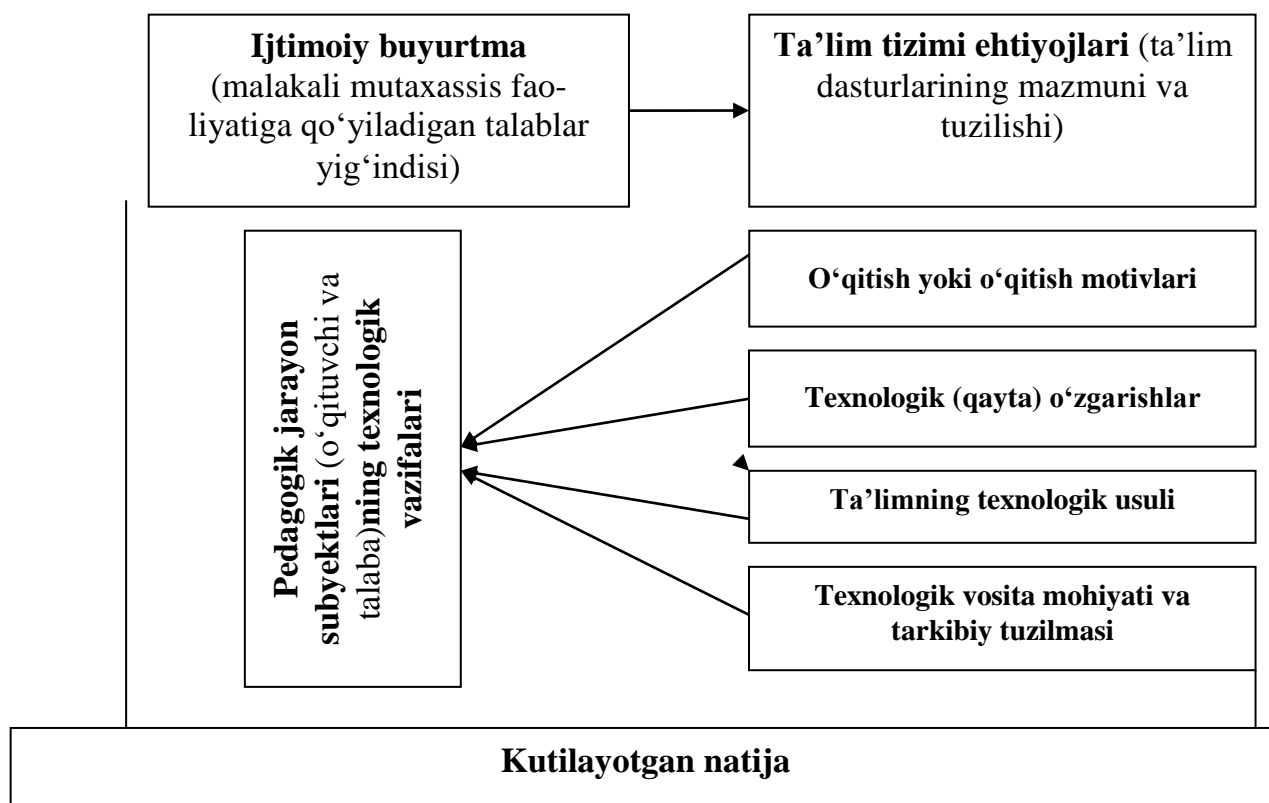 Ijtimoiy buyurtma
(malakali mutaxassis fao-
liyatiga qo‘yiladigan talablar
yig‘indisi)
Ta’lim tizimi ehtiyojlari (ta’lim
dasturlarining mazmuni va
tuzilishi)
Pedagogik jarayon
subyektlari (o‘qituvchi va
talaba)ning texnologik
vazifalari
O‘qitish yoki o‘qitish motivlari
Texnologik (qayta) o‘zgarishlar
Ta’limning texnologik usuli
Texnologik vosita mohiyati va
tarkibiy tuzilmasi
Kutilayotgan natija